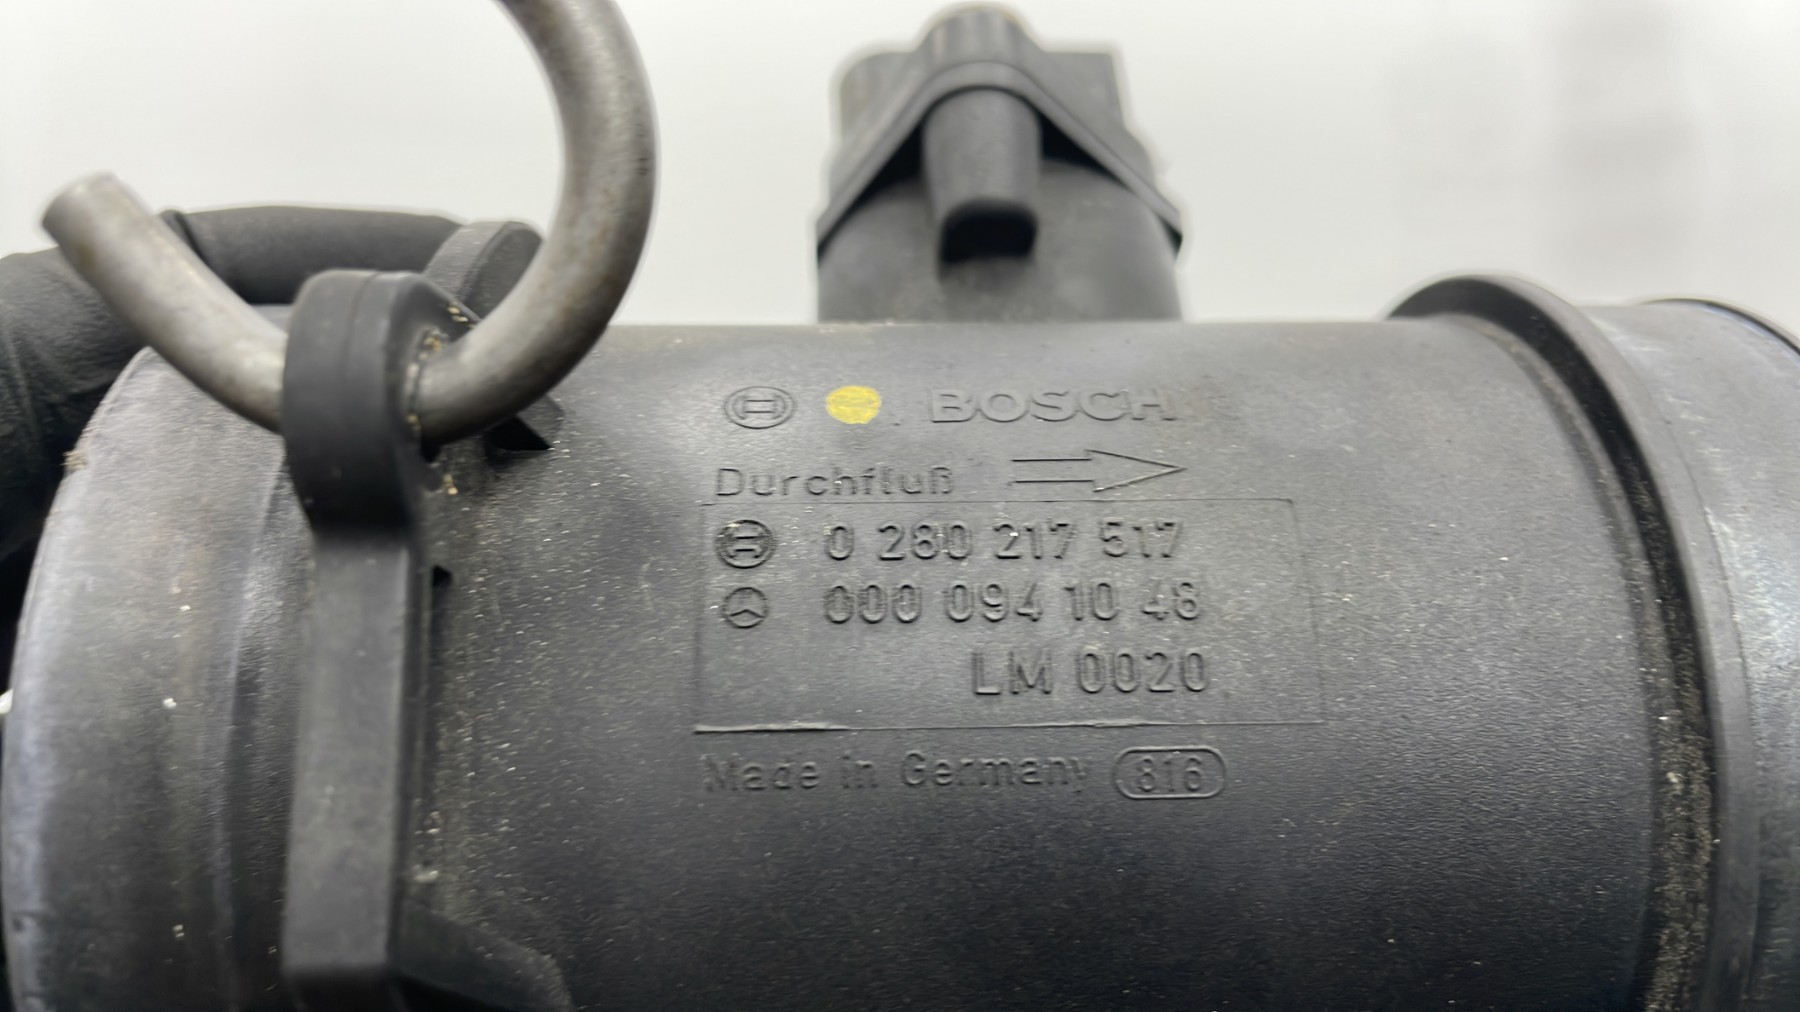 BOSCH
Durchfluß
0 280 217 517
000 094 10 48
LM 0020
Made in Germany 816